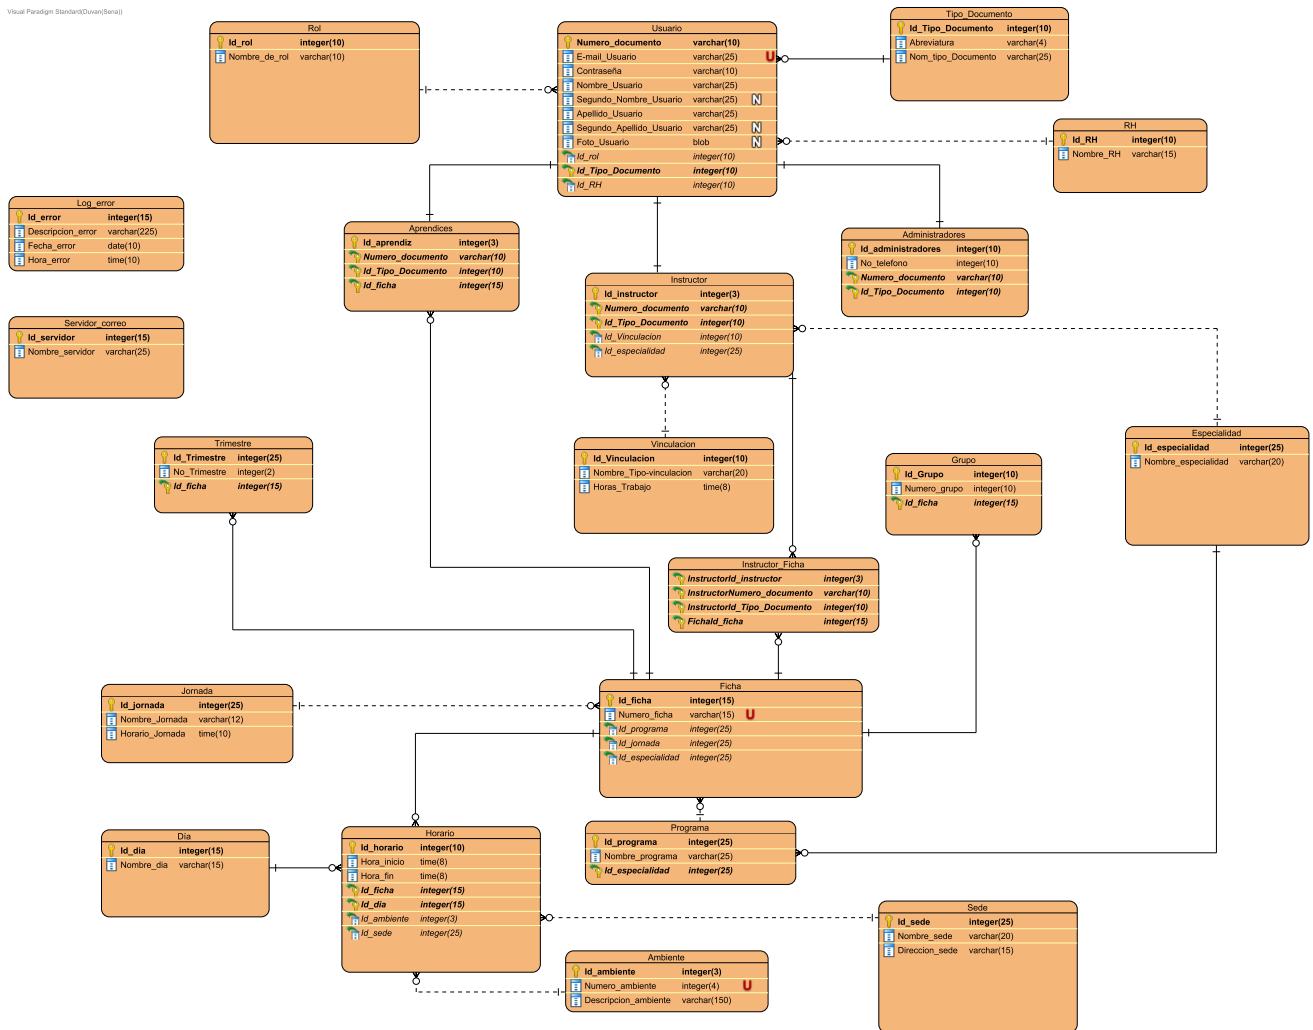 Visual Paradigm Standard(Duvan(Sena))
Rol
Id_rol integer(10)
Nombre_de_rol varchar(10)
Usuario
Numero_documento varchar(10)
E-mail_Usuario varchar(25) U
Contraseña varchar(10)
Nombre_Usuario varchar(25)
Segundo_Nombre_Usuario varchar(25) N
Apellido_Usuario varchar(25)
Segundo_Apellido_Usuario varchar(25) N
Foto_Usuario blob N
Id_rol integer(10)
Id_Tipo_Documento integer(10)
Id_RH integer(10)
Tipo_Documento
Id_Tipo_Documento integer(10)
Abreviatura varchar(4)
Nom_tipo_Documento varchar(25)
RH
Id_RH integer(10)
Nombre_RH varchar(15)
Log_error
Id_error integer(15)
Descripcion_error varchar(225)
Fecha_error date(10)
Hora_error time(10)
Aprendices
Id_aprendiz integer(3)
Numero_documento varchar(10)
Id_Tipo_Documento integer(10)
Id_ficha integer(15)
Administradores
Id_administradores integer(10)
No_telefono integer(10)
Numero_documento varchar(10)
Id_Tipo_Documento integer(10)
Instructor
Id_instructor integer(3)
Numero_documento varchar(10)
Id_Tipo_Documento integer(10)
Id_Vinculacion integer(10)
Id_especialidad integer(25)
Servidor_correo
Id_servidor integer(15)
Nombre_servidor varchar(25)
Trimestre
Id_Trimestre integer(25)
No_Trimestre integer(2)
Id_ficha integer(15)
Vinculacion
Id_Vinculacion integer(10)
Nombre_Tipo-vinculacion varchar(20)
Horas_Trabajo time(8)
Grupo
Id_Grupo integer(10)
Numero_grupo integer(10)
Id_ficha integer(15)
Especialidad
Id_especialidad integer(25)
Nombre_especialidad varchar(20)
Instructor_Ficha
InstructorId_instructor integer(3)
InstructorNumero_documento varchar(10)
InstructorId_Tipo_Documento integer(10)
FichaId_ficha integer(15)
Jornada
Id_jornada integer(25)
Nombre_Jornada varchar(12)
Horario_Jornada time(10)
Ficha
Id_ficha integer(15)
Numero_ficha varchar(15) U
Id_programa integer(25)
Id_jornada integer(25)
Id_especialidad integer(25)
Dia
Id_dia integer(15)
Nombre_dia varchar(15)
Horario
Id_horario integer(10)
Hora_inicio time(8)
Hora_fin time(8)
Id_ficha integer(15)
Id_dia integer(15)
Id_ambiente integer(3)
Id_sede integer(25)
Programa
Id_programa integer(25)
Nombre_programa varchar(25)
Id_especialidad integer(25)
Sede
Id_sede integer(25)
Nombre_sede varchar(20)
Direccion_sede varchar(15)
Ambiente
Id_ambiente integer(3)
Numero_ambiente integer(4) U
Descripcion_ambiente varchar(150)